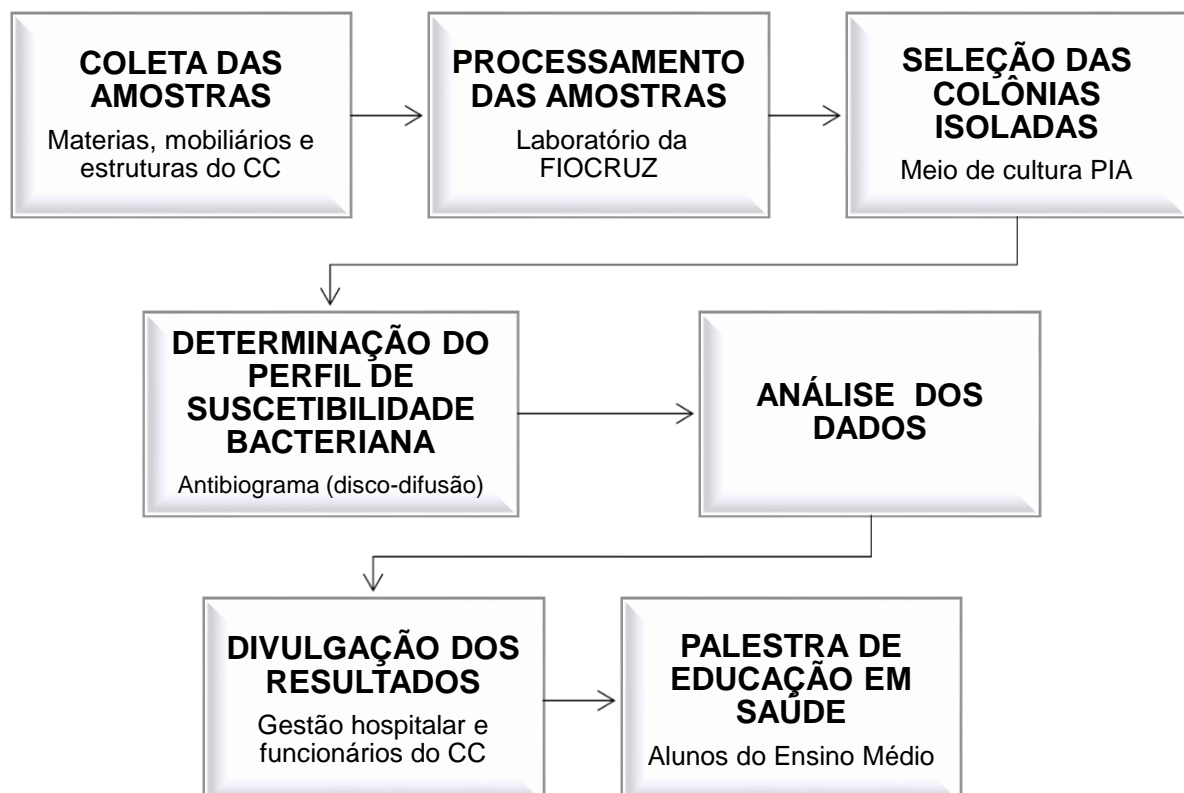 COLETA DAS
AMOSTRAS
Materias, mobiliários e
estruturas do CC
PROCESSAMENTO
DAS AMOSTRAS
Laboratório da
FIOCRUZ
SELEÇÃO DAS
COLÔNIAS
ISOLADAS
Meio de cultura PIA
DETERMINAÇÃO DO
PERFIL DE
SUSCETIBILIDADE
BACTERIANA
Antibiograma (disco-difusão)
ANÁLISE DOS
DADOS
DIVULGAÇÃO DOS
RESULTADOS
Gestão hospitalar e
funcionários do CC
PALESTRA DE
EDUCAÇÃO EM
SAÚDE
Alunos do Ensino Médio